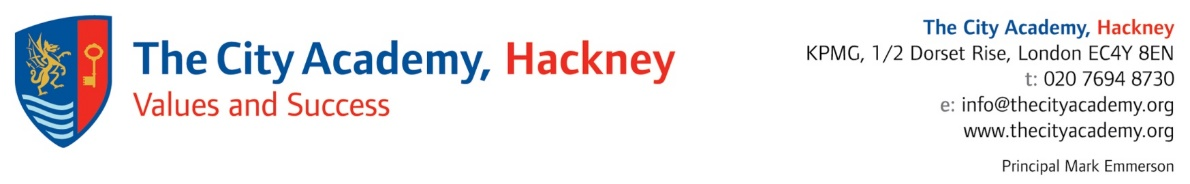 The City Academy, Hackney
Values and Success
The City Academy, Hackney
KPMG, 1/2 Dorset Rise, London EC4Y 8EN
t: 020 7694 8730
e: info@thecityacademy.org
www.thecityacademy.org
Principal Mark Emmerson